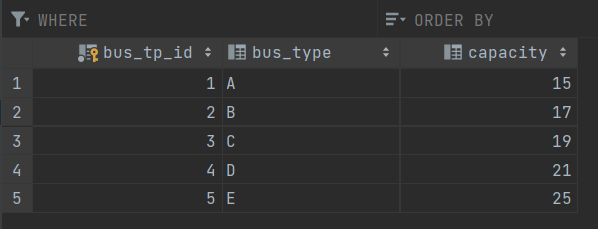 WHERE ORDER BY
bus_tp_id bus_type capacity
1 1 A 15
2 2 B 17
3 3 C 19
4 4 D 21
5 5 E 25